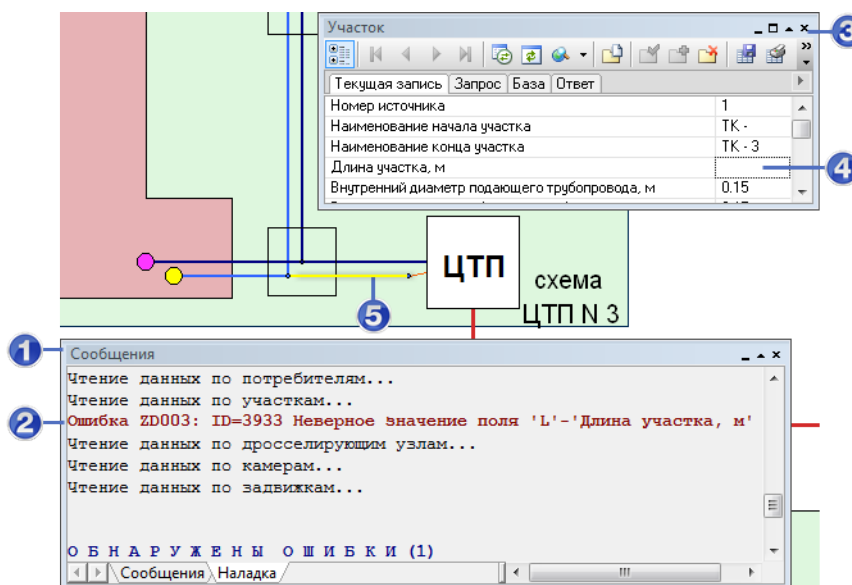 Участок
3
Текущая запись Запрос База Ответ
Номер источника 1
Наименование начала участка ТК -
Наименование конца участка ТК - 3
Длина участка, м
4
Внутренний диаметр подающего трубопровода, м 0.15
ЦТП
схема
ЦТП N 3
5
1
Сообщения
Чтение данных по потребителям...
Чтение данных по участкам...
2
Ошибка ZD003: ID=3933 Неверное значение поля 'L'-'Длина участка, м'
Чтение данных по дросселирующим узлам...
Чтение данных по камерам...
Чтение данных по задвижкам...
О Б Н А Р У Ж Е Н Ы О Ш И Б К И (1)
Сообщения Наладка